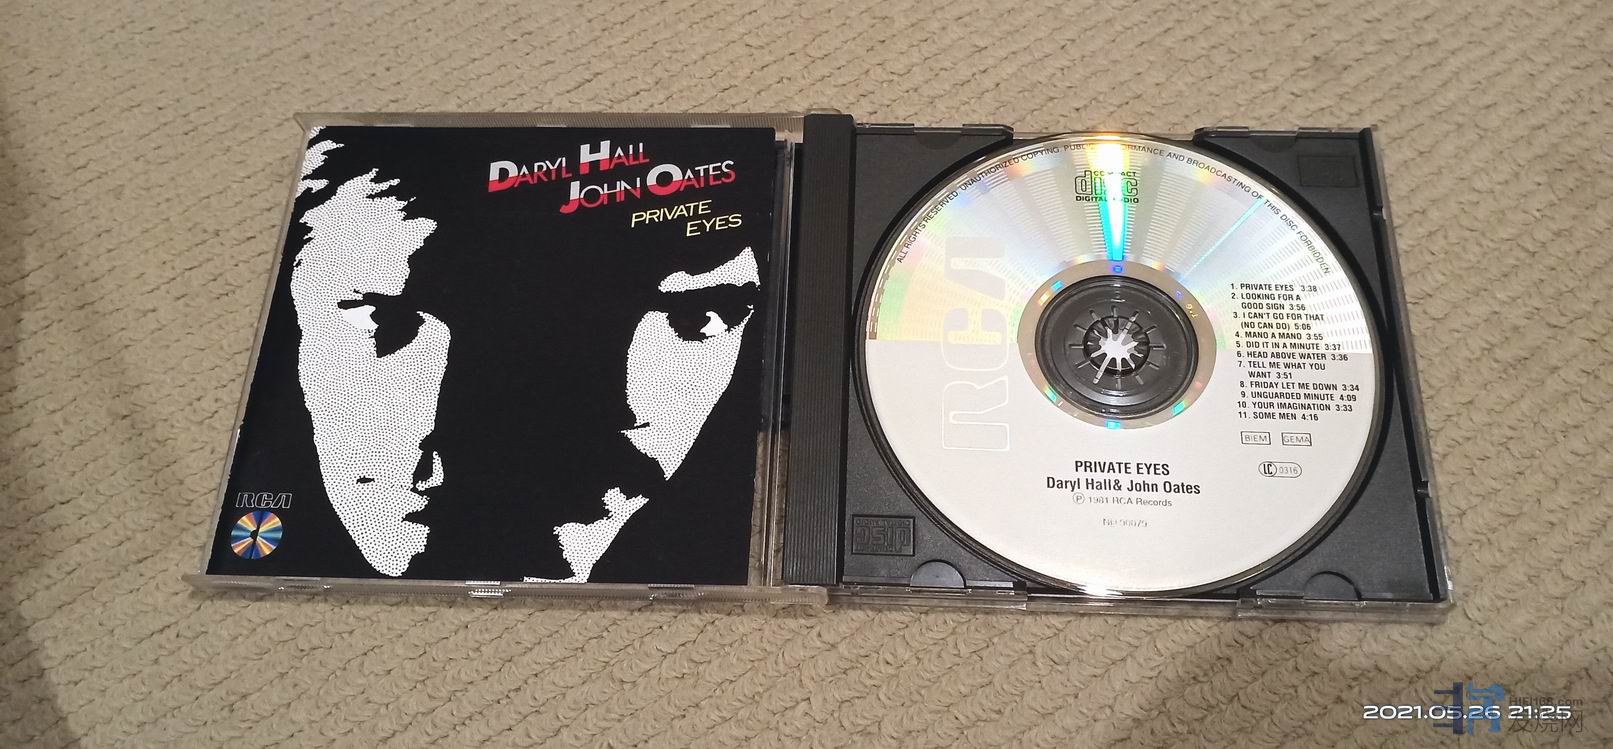 DARYL HALL
JOHN OATES
PRIVATE
EYES
RCA
ALL RIGHTS RESERVED UNAUTHORIZED COPYING PUBLIC PERFORMANCE AND BROADCASTING OF THIS DISC FORBIDDEN
COMPACT
disc
DIGITAL AUDIO
RCA
1. PRIVATE EYES 3:38
2. LOOKING FOR A
GOOD SIGN 3:56
3. I CAN'T GO FOR THAT
(NO CAN DO) 5:06
4. MANO A MANO 3:55
5. DID IT IN A MINUTE 3:37
6. HEAD ABOVE WATER 3:36
7. TELL ME WHAT YOU
WANT 3:51
8. FRIDAY LET ME DOWN 3:34
9. UNGUARDED MINUTE 4:09
10. YOUR IMAGINATION 3:33
11. SOME MEN 4:16
BIEM GEMA
LC 0316
PRIVATE EYES
Daryl Hall& John Oates
Ⓟ 1981 RCA Records
disc
2021.05.26 21:25
发烧网